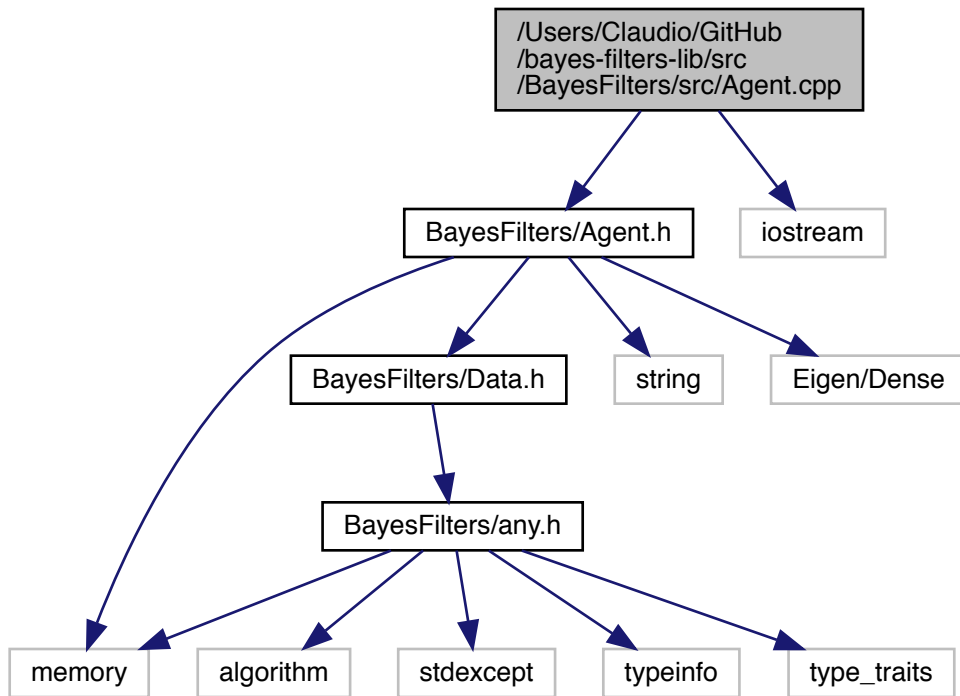 /Users/Claudio/GitHub
/bayes-filters-lib/src
/BayesFilters/src/Agent.cpp
BayesFilters/Agent.h
iostream
BayesFilters/Data.h
string
Eigen/Dense
BayesFilters/any.h
memory
algorithm
stdexcept
typeinfo
type_traits